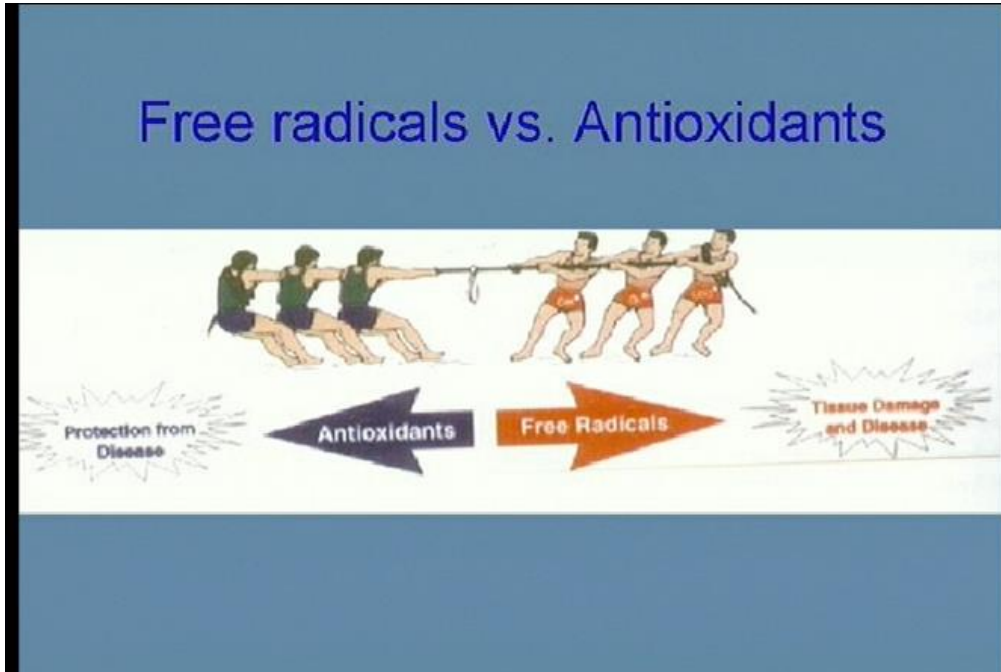 Free radicals vs. Antioxidants
Protection from
Disease
Antioxidants
Free Radicals
Tissue Damage
and Disease